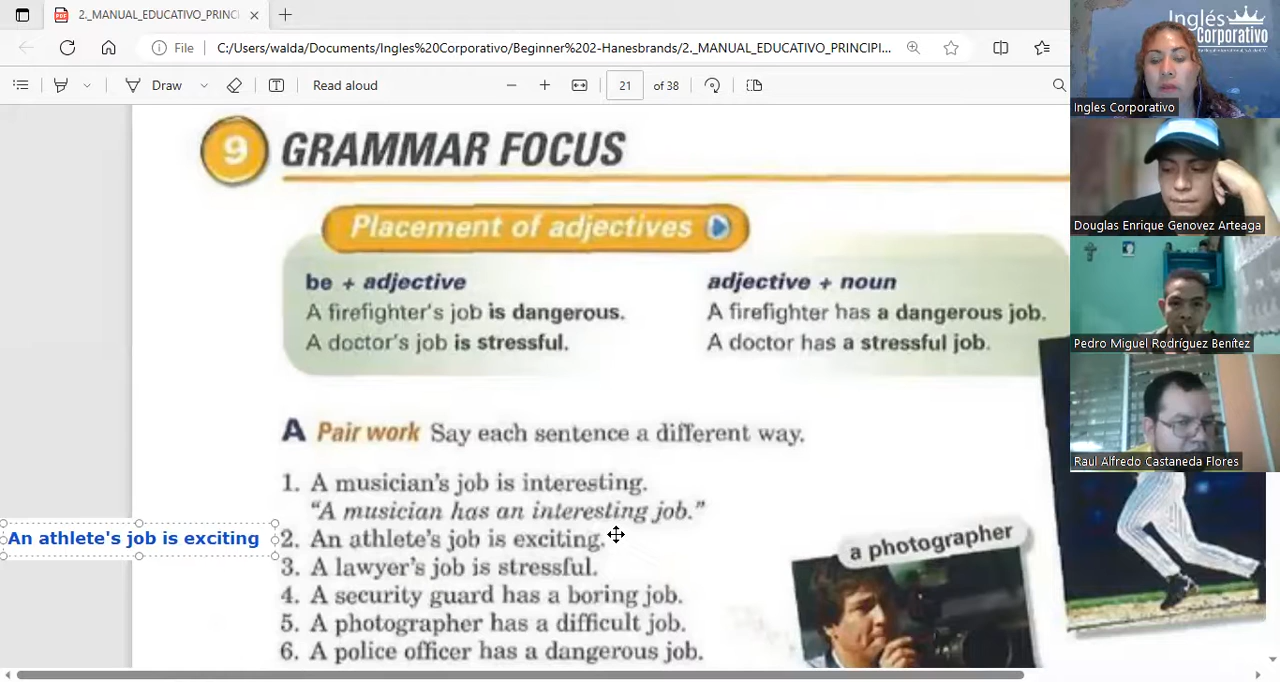 2._MANUAL_EDUCATIVO_PRINCI
File
C:/Users/walda/Documents/Ingles%20Corporativo/Beginner%202-Hanesbrands/2._MANUAL_EDUCATIVO_PRINCIPI...
Draw
Read aloud
21 of 38
Inglés
Corporativo
Ingles Corporativo
Douglas Enrique Genovez Arteaga
Pedro Miguel Rodríguez Benítez
Raul Alfredo Castaneda Flores
9 GRAMMAR FOCUS
Placement of adjectives
be + adjective
A firefighter's job is dangerous.
A doctor's job is stressful.
adjective + noun
A firefighter has a dangerous job.
A doctor has a stressful job.
A Pair work Say each sentence a different way.
1. A musician's job is interesting.
"A musician has an interesting job."
An athlete's job is exciting
2. An athlete's job is exciting.
3. A lawyer's job is stressful.
4. A security guard has a boring job.
5. A photographer has a difficult job.
6. A police officer has a dangerous job.
a photographer